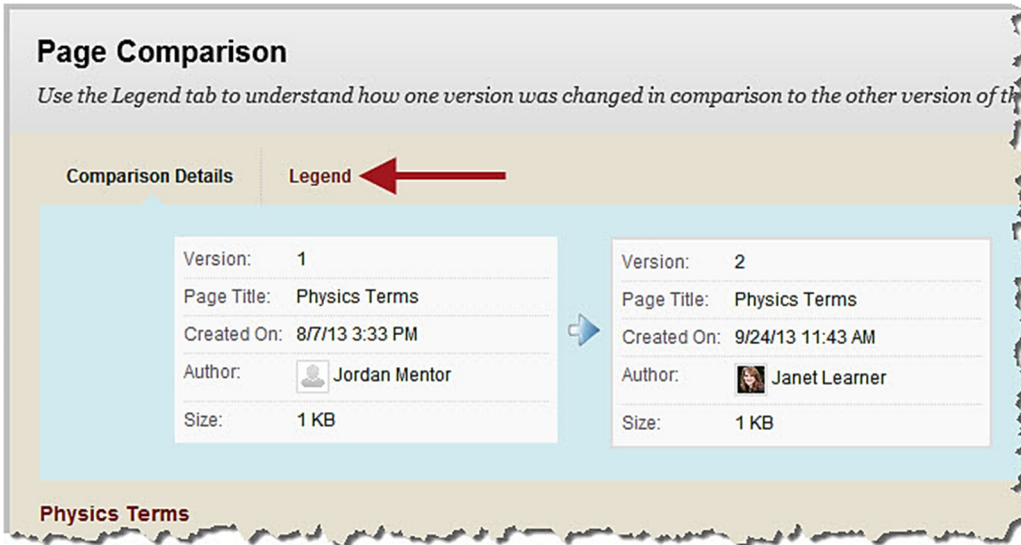 Page Comparison
Use the Legend tab to understand how one version was changed in comparison to the other version of
Comparison Details
Legend
Version: 1
Page Title: Physics Terms
Created On: 8/7/13 3:33 PM
Author: Jordan Mentor
Size: 1 KB
Version: 2
Page Title: Physics Terms
Created On: 9/24/13 11:43 AM
Author: Janet Learner
Size: 1 KB
Physics Terms